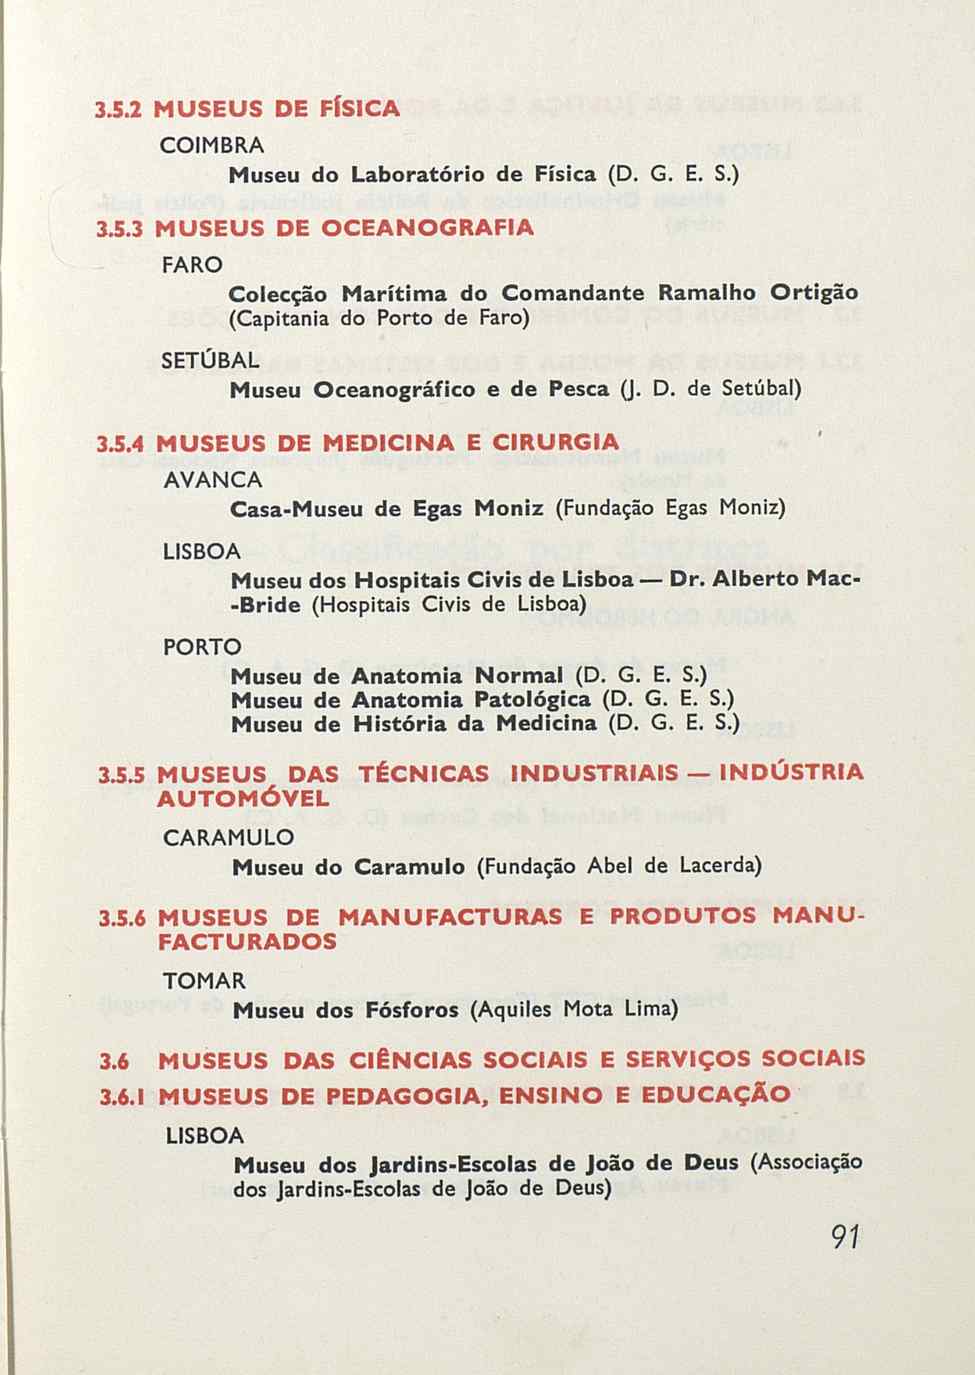 3.5.2 MUSEUS DE FÍSICA
COIMBRA
Museu do Laboratório de Física (D. G. E. S.)
3.5.3 MUSEUS DE OCEANOGRAFIA
FARO
Colecção Marítima do Comandante Ramalho Ortigão
(Capitania do Porto de Faro)
SETÚBAL
Museu Oceanográfico e de Pesca (J. D. de Setúbal)
3.5.4 MUSEUS DE MEDICINA E CIRURGIA
AVANCA
Casa-Museu de Egas Moniz (Fundação Egas Moniz)
LISBOA
Museu dos Hospitais Civis de Lisboa — Dr. Alberto Mac-
-Bride (Hospitais Civis de Lisboa)
PORTO
Museu de Anatomia Normal (D. G. E. S.)
Museu de Anatomia Patológica (D. G. E. S.)
Museu de História da Medicina (D. G. E. S.)
3.5.5 MUSEUS DAS TÉCNICAS INDUSTRIAIS — INDÚSTRIA
AUTOMÓVEL
CARAMULO
Museu do Caramulo (Fundação Abel de Lacerda)
3.5.6 MUSEUS DE MANUFACTURAS E PRODUTOS MANU-
FACTURADOS
TOMAR
Museu dos Fósforos (Aquiles Mota Lima)
3.6 MUSEUS DAS CIÊNCIAS SOCIAIS E SERVIÇOS SOCIAIS
3.6.1 MUSEUS DE PEDAGOGIA, ENSINO E EDUCAÇÃO
LISBOA
Museu dos Jardins-Escolas de João de Deus (Associação
dos Jardins-Escolas de João de Deus)
91